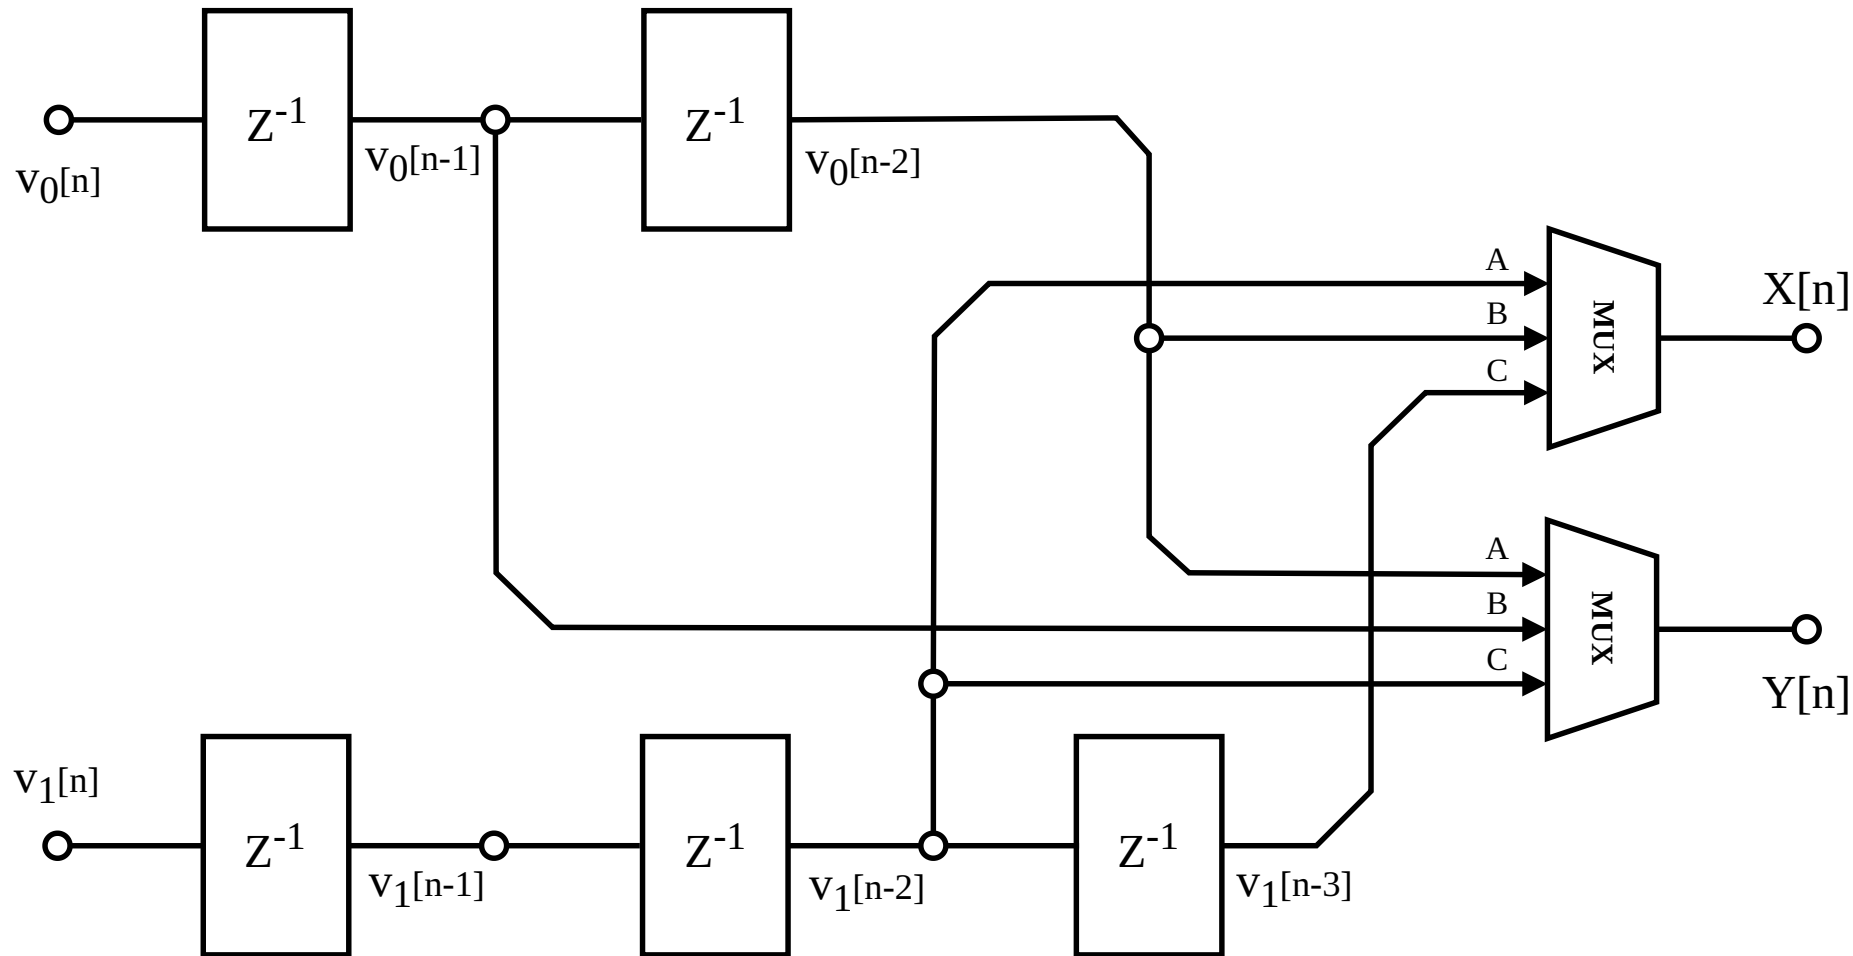 Z-1
Z-1
v0[n]
v0[n-1]
v0[n-2]
A
B
C
MUX
X[n]
A
B
C
MUX
Y[n]
v1[n]
Z-1
Z-1
Z-1
v1[n-1]
v1[n-2]
v1[n-3]